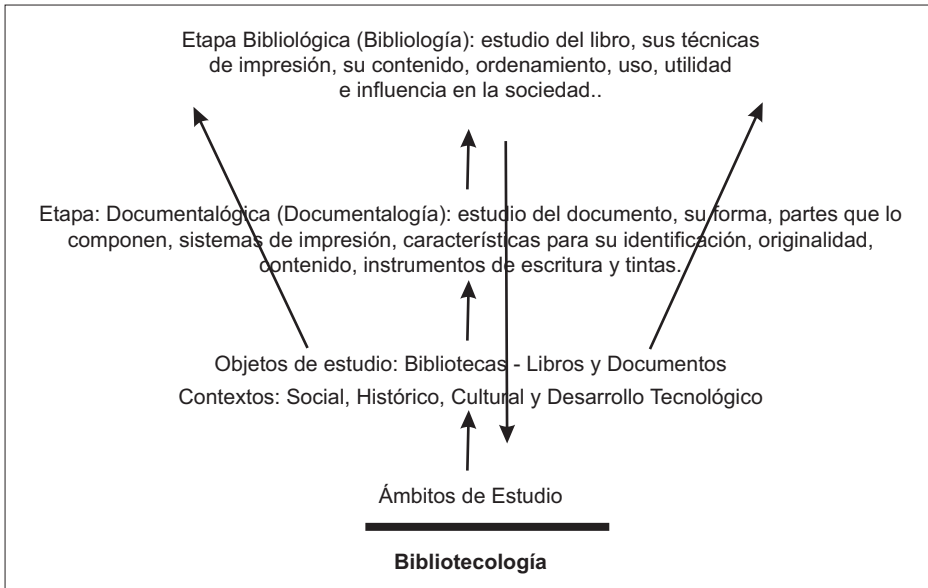 Etapa Bibliológica (Bibliología): estudio del libro, sus técnicas
de impresión, su contenido, ordenamiento, uso, utilidad
e influencia en la sociedad..
Etapa: Documentalógica (Documentalogía): estudio del documento, su forma, partes que lo
componen, sistemas de impresión, características para su identificación, originalidad,
contenido, instrumentos de escritura y tintas.
Objetos de estudio: Bibliotecas - Libros y Documentos
Contextos: Social, Histórico, Cultural y Desarrollo Tecnológico
Ámbitos de Estudio
Bibliotecología